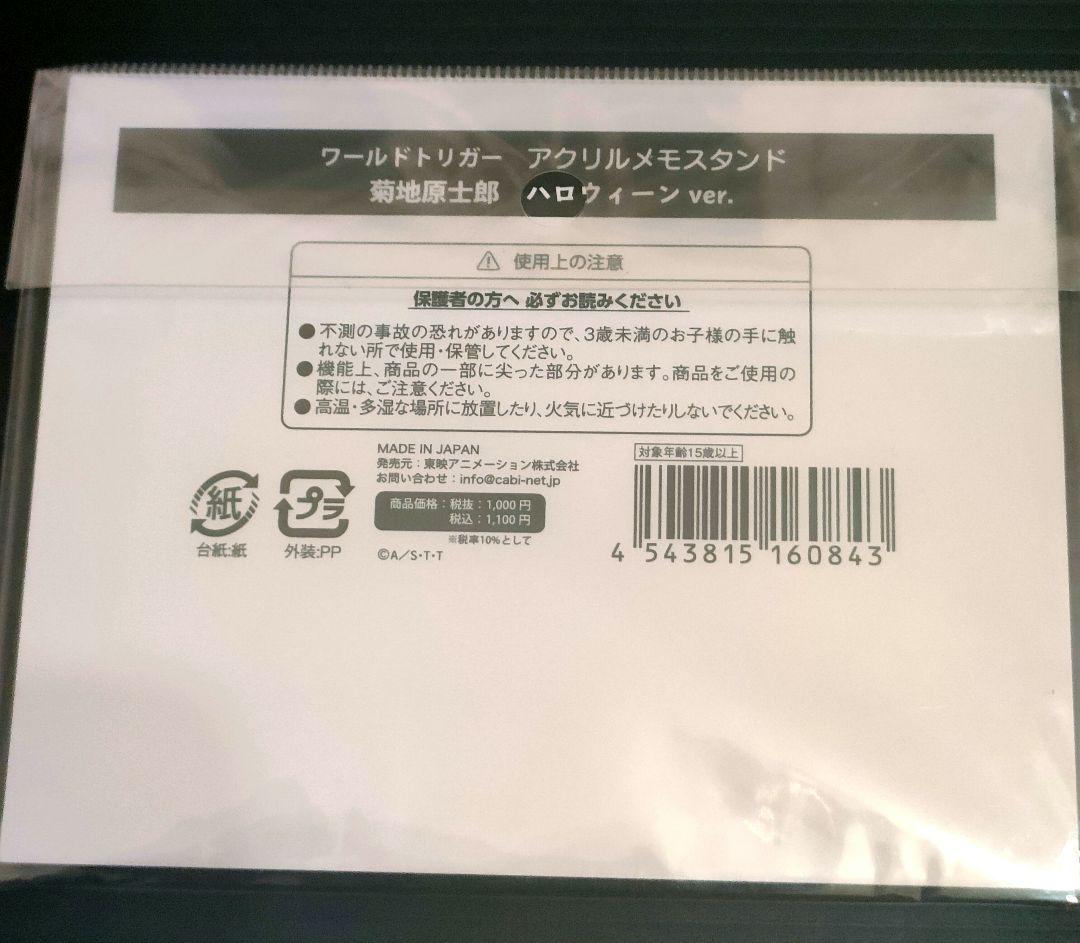 ワールドトリガー　アクリルメモスタンド
菊地原士郎　ハロウィーン ver.
⚠ 使用上の注意
保護者の方へ 必ずお読みください
●不測の事故の恐れがありますので、3歳未満のお子様の手に触
れない所で使用・保管してください。
●機能上、商品の一部に尖った部分があります。商品をご使用の
際には、ご注意ください。
●高温・多湿な場所に放置したり、火気に近づけたりしないでください。
MADE IN JAPAN
発売元：東映アニメーション株式会社
お問い合わせ：info@cabi-net.jp
商品価格：税抜：1,000 円
税込：1,100 円
※税率10%として
©A／S・T・T
紙
台紙:紙
プラ
外装:PP
対象年齢15歳以上
4 543815 160843